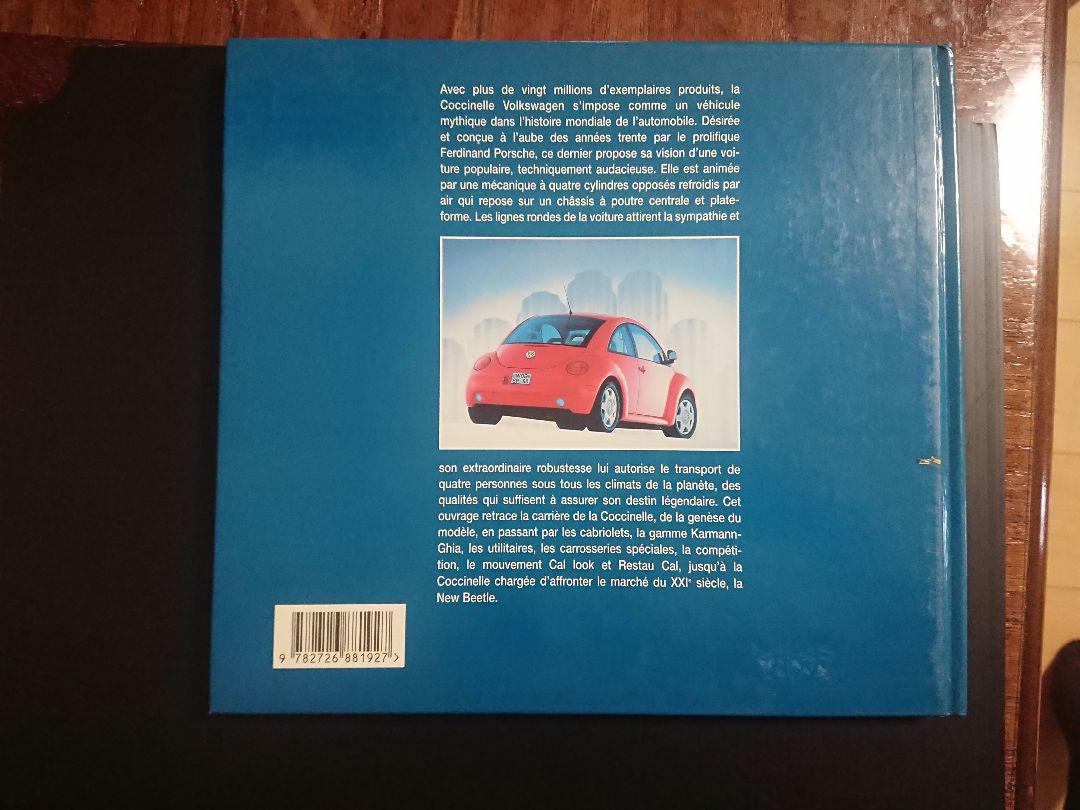 Avec plus de vingt millions d'exemplaires produits, la
Coccinelle Volkswagen s'impose comme un véhicule
mythique dans l'histoire mondiale de l'automobile. Désirée
et conçue à l'aube des années trente par le prolifique
Ferdinand Porsche, ce dernier propose sa vision d'une voi-
ture populaire, techniquement audacieuse. Elle est animée
par une mécanique à quatre cylindres opposés refroidis par
air qui repose sur un châssis à poutre centrale et plate-
forme. Les lignes rondes de la voiture attirent la sympathie et
son extraordinaire robustesse lui autorise le transport de
quatre personnes sous tous les climats de la planète, des
qualités qui suffisent à assurer son destin légendaire. Cet
ouvrage retrace la carrière de la Coccinelle, de la genèse du
modèle, en passant par les cabriolets, la gamme Karmann-
Ghia, les utilitaires, les carrosseries spéciales, la compéti-
tion, le mouvement Cal look et Restau Cal, jusqu'à la
Coccinelle chargée d'affronter le marché du XXIe siècle, la
New Beetle.
9 782726 881927 >